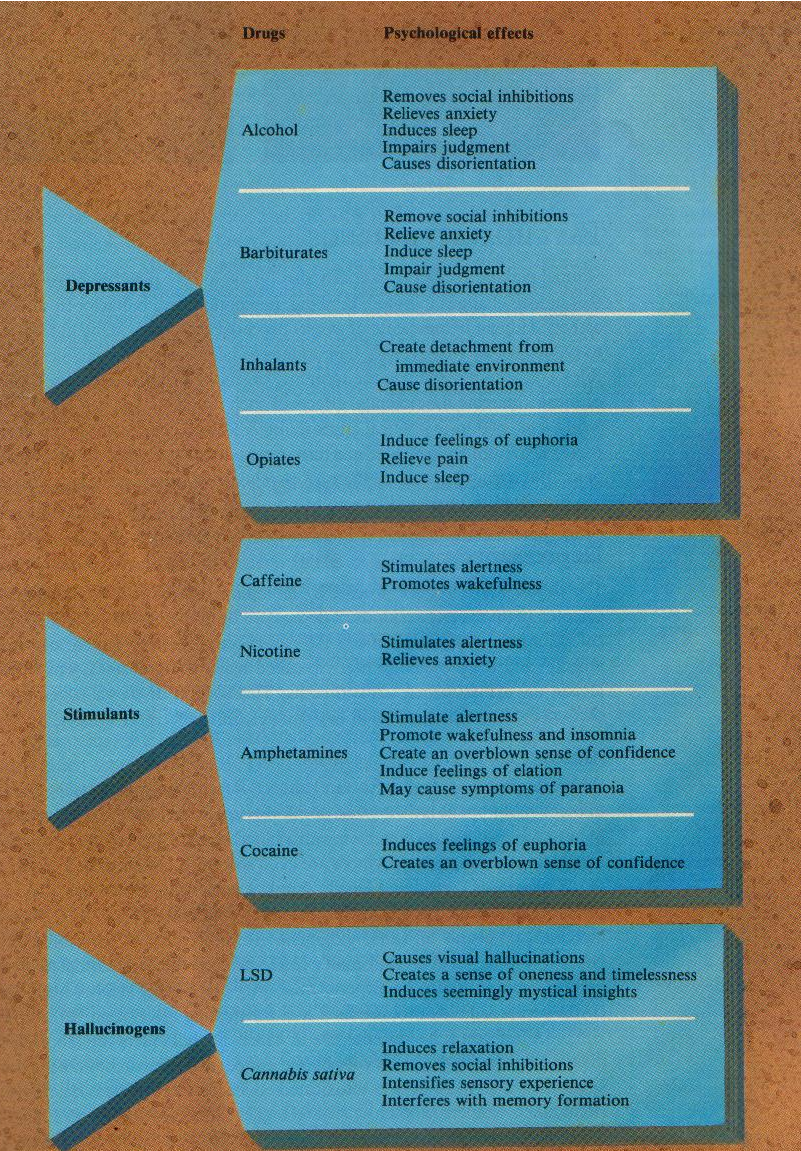 Drugs Psychological effects
Depressants
Alcohol
Removes social inhibitions
Relieves anxiety
Induces sleep
Impairs judgment
Causes disorientation
Barbiturates
Remove social inhibitions
Relieve anxiety
Induce sleep
Impair judgment
Cause disorientation
Inhalants
Create detachment from
immediate environment
Cause disorientation
Opiates
Induce feelings of euphoria
Relieve pain
Induce sleep
Stimulants
Caffeine
Stimulates alertness
Promotes wakefulness
Nicotine
Stimulates alertness
Relieves anxiety
Amphetamines
Stimulate alertness
Promote wakefulness and insomnia
Create an overblown sense of confidence
Induce feelings of elation
May cause symptoms of paranoia
Cocaine
Induces feelings of euphoria
Creates an overblown sense of confidence
Hallucinogens
LSD
Causes visual hallucinations
Creates a sense of oneness and timelessness
Induces seemingly mystical insights
Cannabis sativa
Induces relaxation
Removes social inhibitions
Intensifies sensory experience
Interferes with memory formation